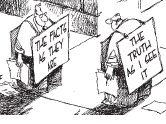 THE FACTS
AS THEY
ARE
THE
TRUTH
AS I SEE
IT